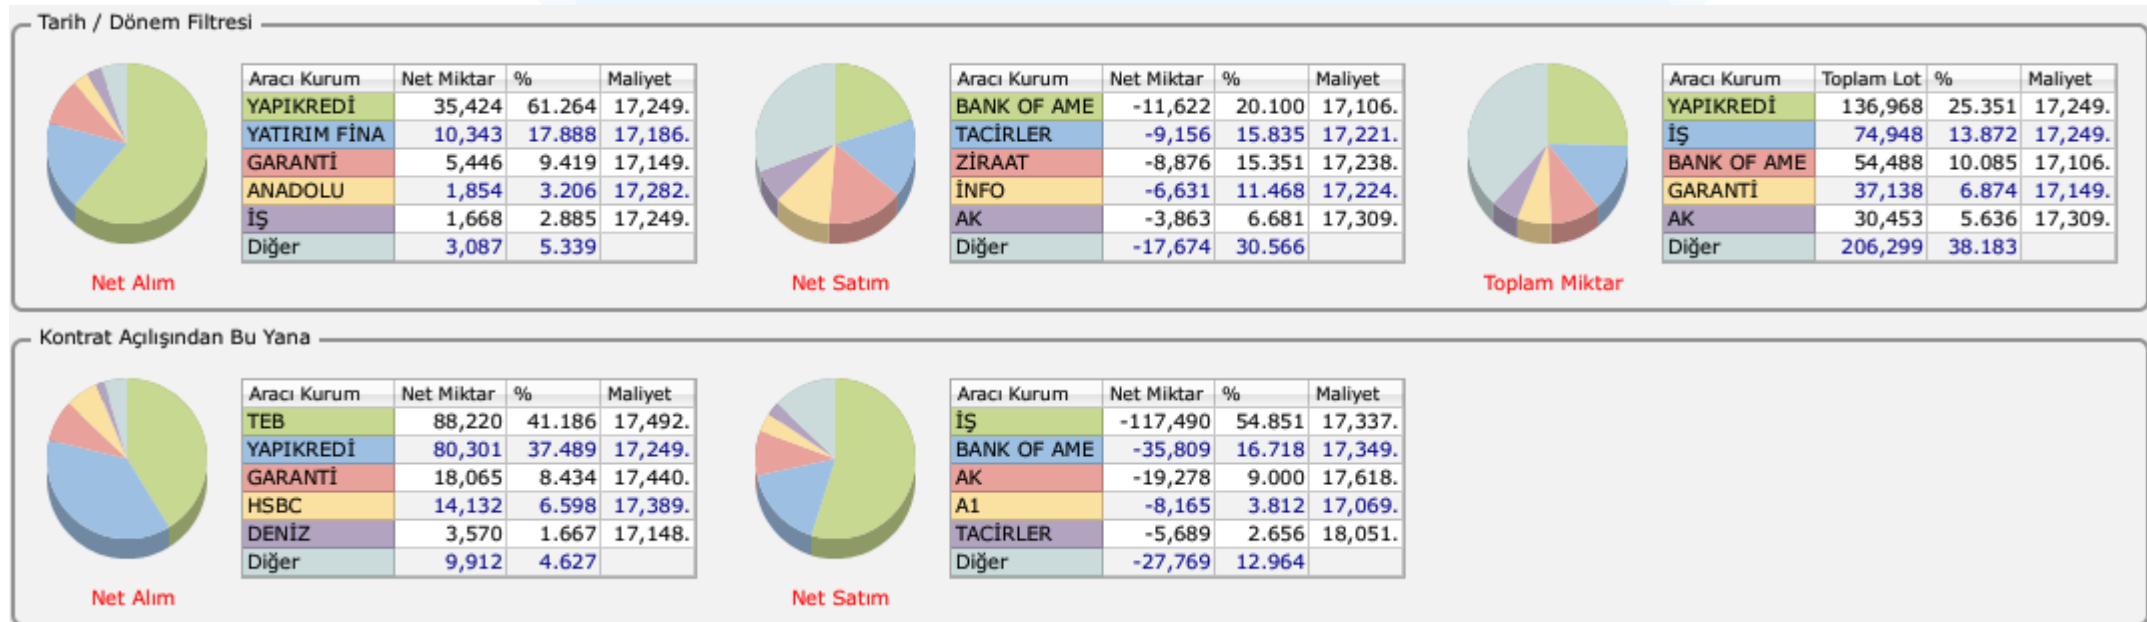 Tarih / Dönem Filtresi
Aracı Kurum Net Miktar % Maliyet
YAPIKREDİ 35,424 61.264 17,249.
YATIRIM FİNA 10,343 17.888 17,186.
GARANTİ 5,446 9.419 17,149.
ANADOLU 1,854 3.206 17,282.
İŞ 1,668 2.885 17,249.
Diğer 3,087 5.339
Net Alım
Aracı Kurum Net Miktar % Maliyet
BANK OF AME -11,622 20.100 17,106.
TACİRLER -9,156 15.835 17,221.
ZİRAAT -8,876 15.351 17,238.
İNFO -6,631 11.468 17,224.
AK -3,863 6.681 17,309.
Diğer -17,674 30.566
Net Satım
Aracı Kurum Toplam Lot % Maliyet
YAPIKREDİ 136,968 25.351 17,249.
İŞ 74,948 13.872 17,249.
BANK OF AME 54,488 10.085 17,106.
GARANTİ 37,138 6.874 17,149.
AK 30,453 5.636 17,309.
Diğer 206,299 38.183
Toplam Miktar
Kontrat Açılışından Bu Yana
Aracı Kurum Net Miktar % Maliyet
TEB 88,220 41.186 17,492.
YAPIKREDİ 80,301 37.489 17,249.
GARANTİ 18,065 8.434 17,440.
HSBC 14,132 6.598 17,389.
DENİZ 3,570 1.667 17,148.
Diğer 9,912 4.627
Net Alım
Aracı Kurum Net Miktar % Maliyet
İŞ -117,490 54.851 17,337.
BANK OF AME -35,809 16.718 17,349.
AK -19,278 9.000 17,618.
A1 -8,165 3.812 17,069.
TACİRLER -5,689 2.656 18,051.
Diğer -27,769 12.964
Net Satım